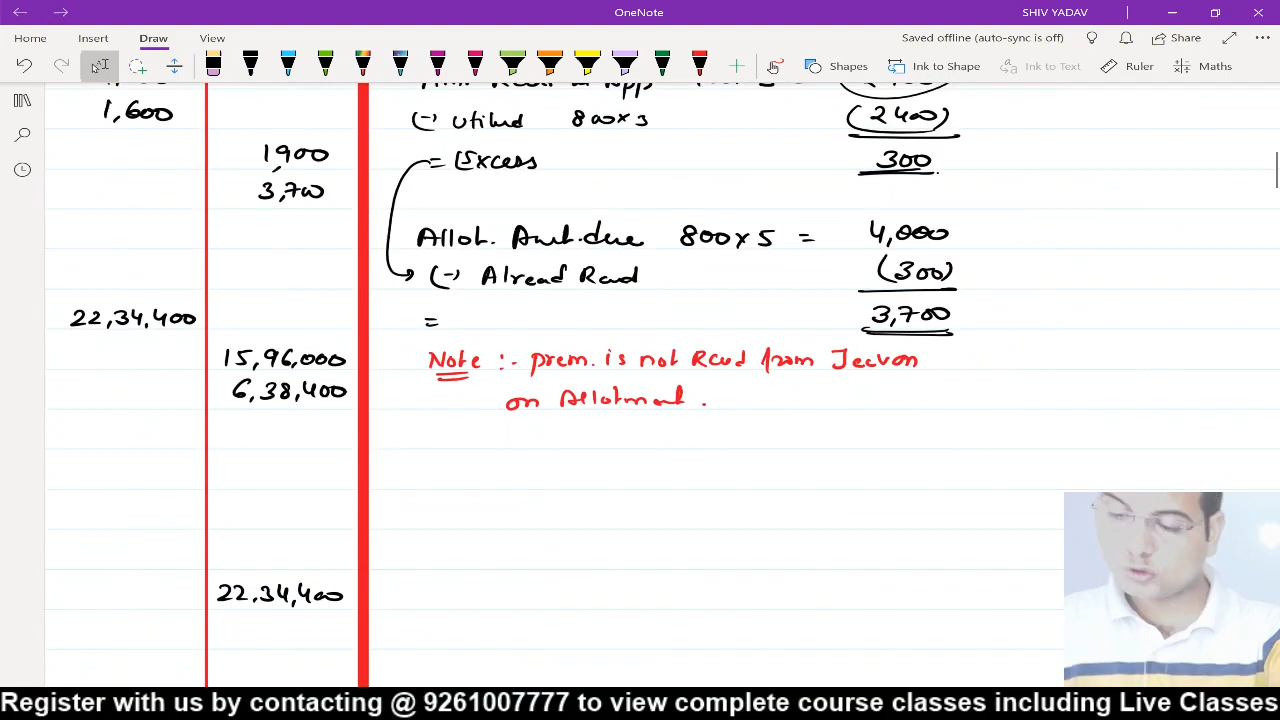 OneNote
SHIV YADAV
Home Insert Draw View
Saved offline (auto-sync is off)
Share
Shapes
Ink to Shape
Ink to Text
Ruler
Maths
1,600
1900
3,700
22,34,400
15,96,000
6,38,400
22,34,400
(-) Utilised 800×3 (2400)
= Excess 300
Allot. Amt. due 800×5 = 4,000
(-) Alread Rcvd (300)
= 3,700
Note :- prem. is not Rcvd from Jeevan
on Allotment.
Register with us by contacting @ 9261007777 to view complete course classes including Live Classes